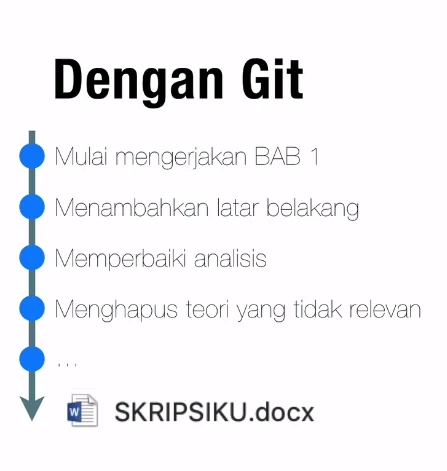 Dengan Git
Mulai mengerjakan BAB 1
Menambahkan latar belakang
Memperbaiki analisis
Menghapus teori yang tidak relevan
...
W
SKRIPSIKU.docx